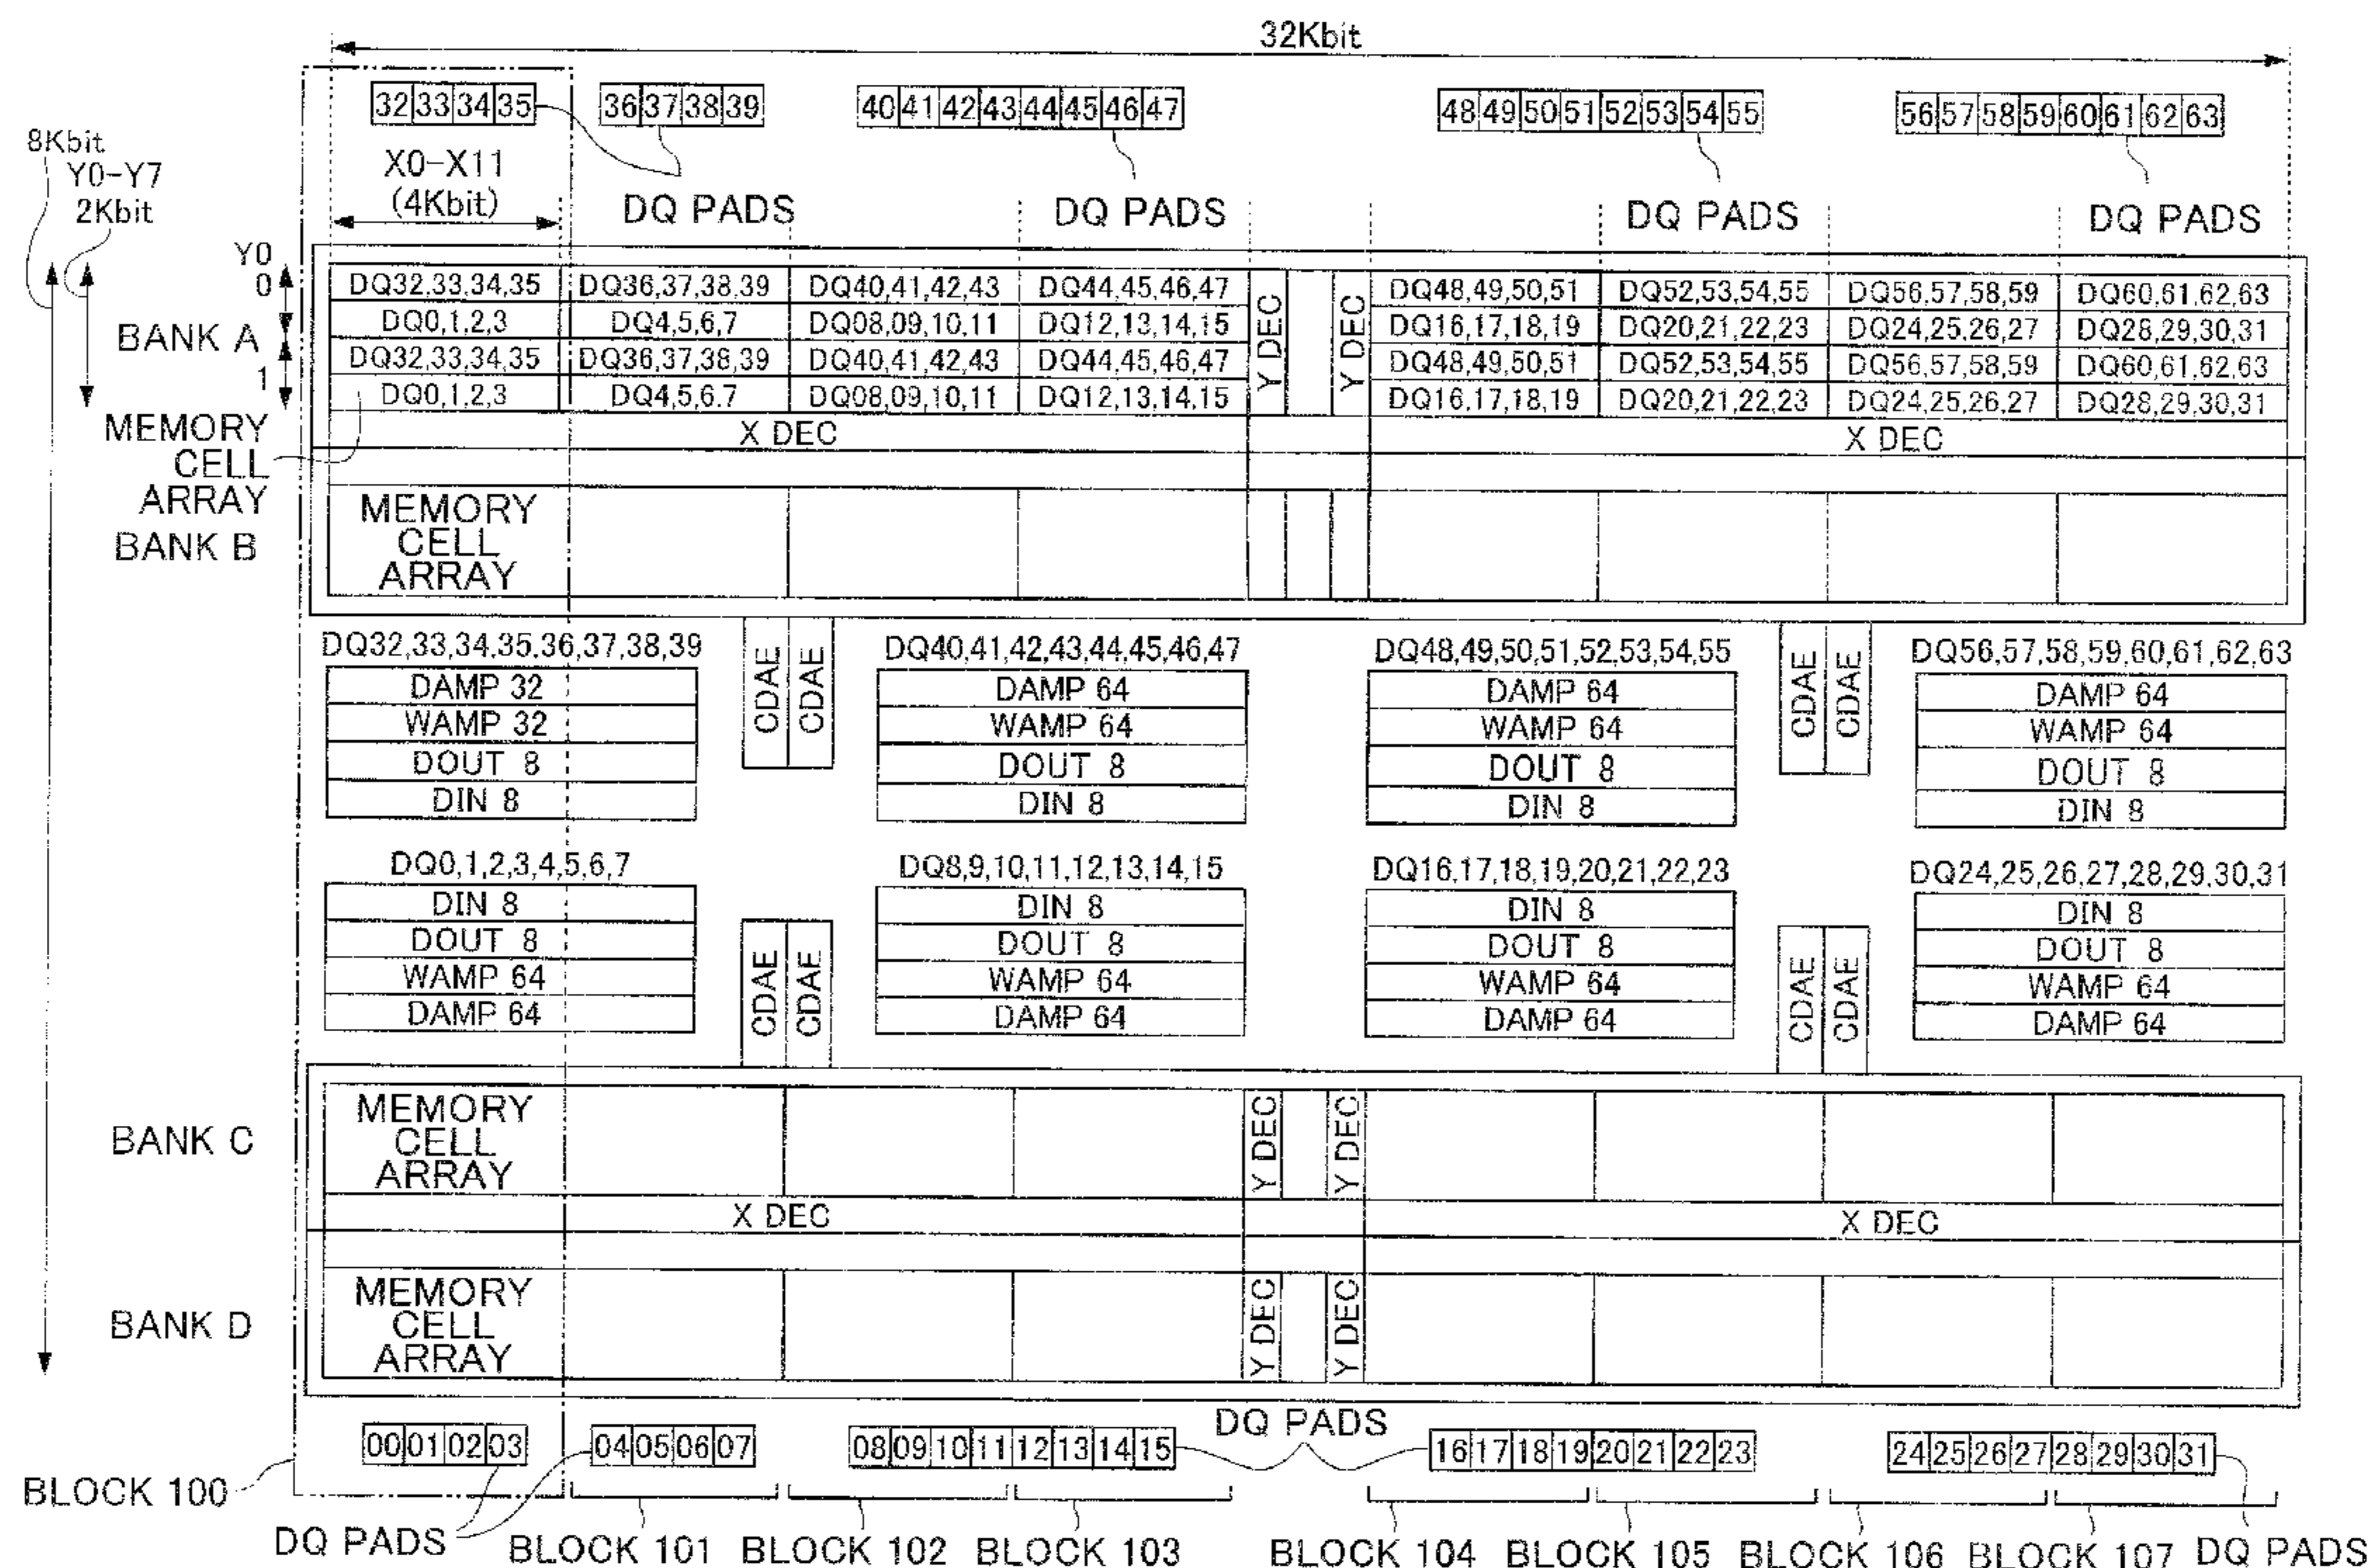 32Kbit
32 33 34 35
36 37 38 39
40 41 42 43 44 45 46 47
48 49 50 51 52 53 54 55
56 57 58 59 60 61 62 63
8Kbit
Y0-Y7
2Kbit
X0-X11
(4Kbit)
DQ PADS
DQ PADS
DQ PADS
DQ PADS
Y0
0
1
BANK A
DQ32,33,34,35 DQ36,37,38,39 DQ40,41,42,43 DQ44,45,46,47 DQ48,49,50,51 DQ52,53,54,55 DQ56,57,58,59 DQ60,61,62,63
DQ0,1,2,3 DQ4,5,6,7 DQ08,09,10,11 DQ12,13,14,15 DQ16,17,18,19 DQ20,21,22,23 DQ24,25,26,27 DQ28,29,30,31
DQ32,33,34,35 DQ36,37,38,39 DQ40,41,42,43 DQ44,45,46,47 DQ48,49,50,51 DQ52,53,54,55 DQ56,57,58,59 DQ60,61,62,63
DQ0,1,2,3 DQ4,5,6,7 DQ08,09,10,11 DQ12,13,14,15 DQ16,17,18,19 DQ20,21,22,23 DQ24,25,26,27 DQ28,29,30,31
Y DEC
Y DEC
MEMORY
CELL
ARRAY
X DEC
X DEC
BANK B
MEMORY
CELL
ARRAY
DQ32,33,34,35,36,37,38,39
DAMP 32
WAMP 32
DOUT 8
DIN 8
CDAE
CDAE
DQ40,41,42,43,44,45,46,47
DAMP 64
WAMP 64
DOUT 8
DIN 8
DQ48,49,50,51,52,53,54,55
DAMP 64
WAMP 64
DOUT 8
DIN 8
CDAE
CDAE
DQ56,57,58,59,60,61,62,63
DAMP 64
WAMP 64
DOUT 8
DIN 8
DQ0,1,2,3,4,5,6,7
DIN 8
DOUT 8
WAMP 64
DAMP 64
CDAE
CDAE
DQ8,9,10,11,12,13,14,15
DIN 8
DOUT 8
WAMP 64
DAMP 64
DQ16,17,18,19,20,21,22,23
DIN 8
DOUT 8
WAMP 64
DAMP 64
CDAE
CDAE
DQ24,25,26,27,28,29,30,31
DIN 8
DOUT 8
WAMP 64
DAMP 64
BANK C
MEMORY
CELL
ARRAY
Y DEC
Y DEC
X DEC
X DEC
BANK D
MEMORY
CELL
ARRAY
Y DEC
Y DEC
DQ PADS
00 01 02 03
04 05 06 07
08 09 10 11 12 13 14 15
16 17 18 19 20 21 22 23
24 25 26 27 28 29 30 31
BLOCK 100
DQ PADS
BLOCK 101
BLOCK 102
BLOCK 103
BLOCK 104
BLOCK 105
BLOCK 106
BLOCK 107
DQ PADS